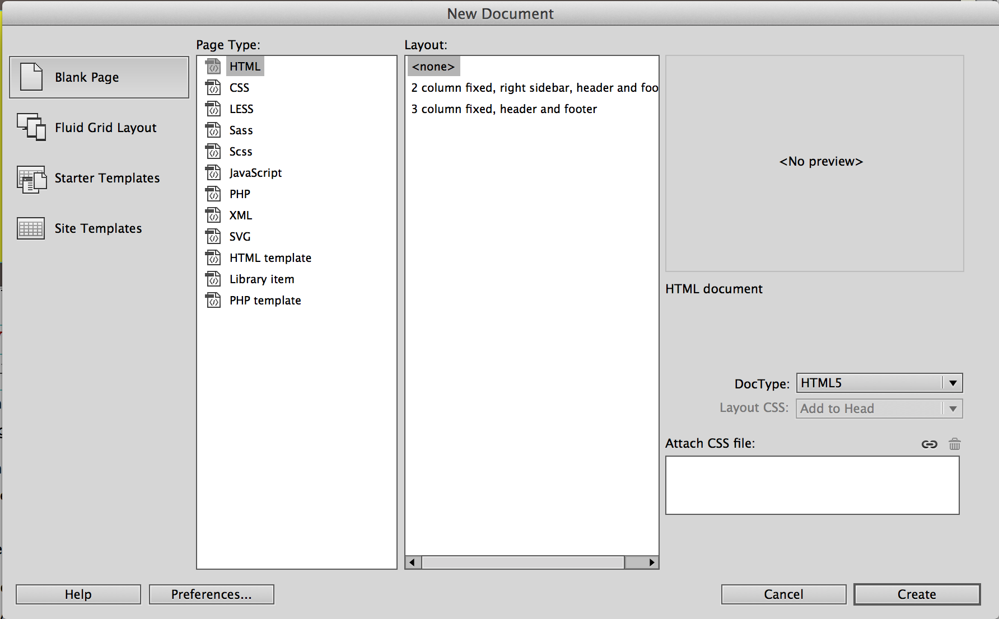 New Document
Blank Page
Fluid Grid Layout
Starter Templates
Site Templates
Page Type:
HTML
CSS
LESS
Sass
Scss
JavaScript
PHP
XML
SVG
HTML template
Library item
PHP template
Layout:
<none>
2 column fixed, right sidebar, header and foo
3 column fixed, header and footer
<No preview>
HTML document
DocType: HTML5
Layout CSS: Add to Head
Attach CSS file:
Help
Preferences...
Cancel
Create